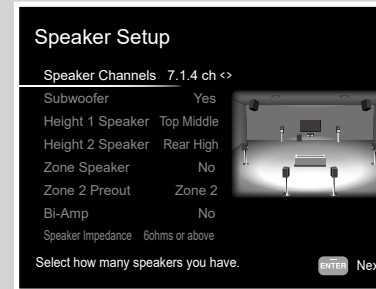 Speaker Setup
Speaker Channels 7.1.4 ch <>
Subwoofer Yes
Height 1 Speaker Top Middle
Height 2 Speaker Rear High
Zone Speaker No
Zone 2 Preout Zone 2
Bi-Amp No
Speaker Impedance 6ohms or above
Select how many speakers you have.
ENTER Nex